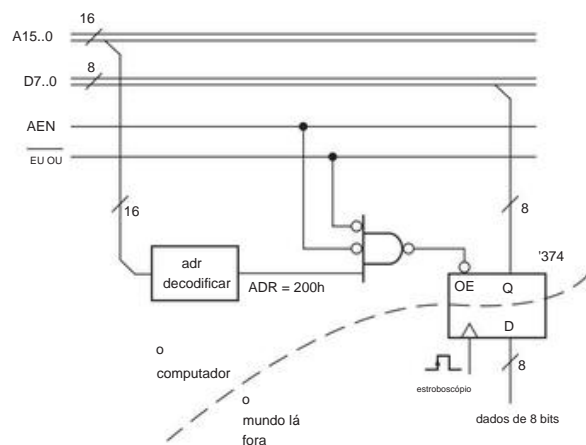 16
A15..0
8
D7..0
AEN
EU OU
16
8
'374
adr
decodificar
ADR = 200h
OE Q
D
8
estroboscópio
dados de 8 bits
o
computador
o
mundo lá
fora